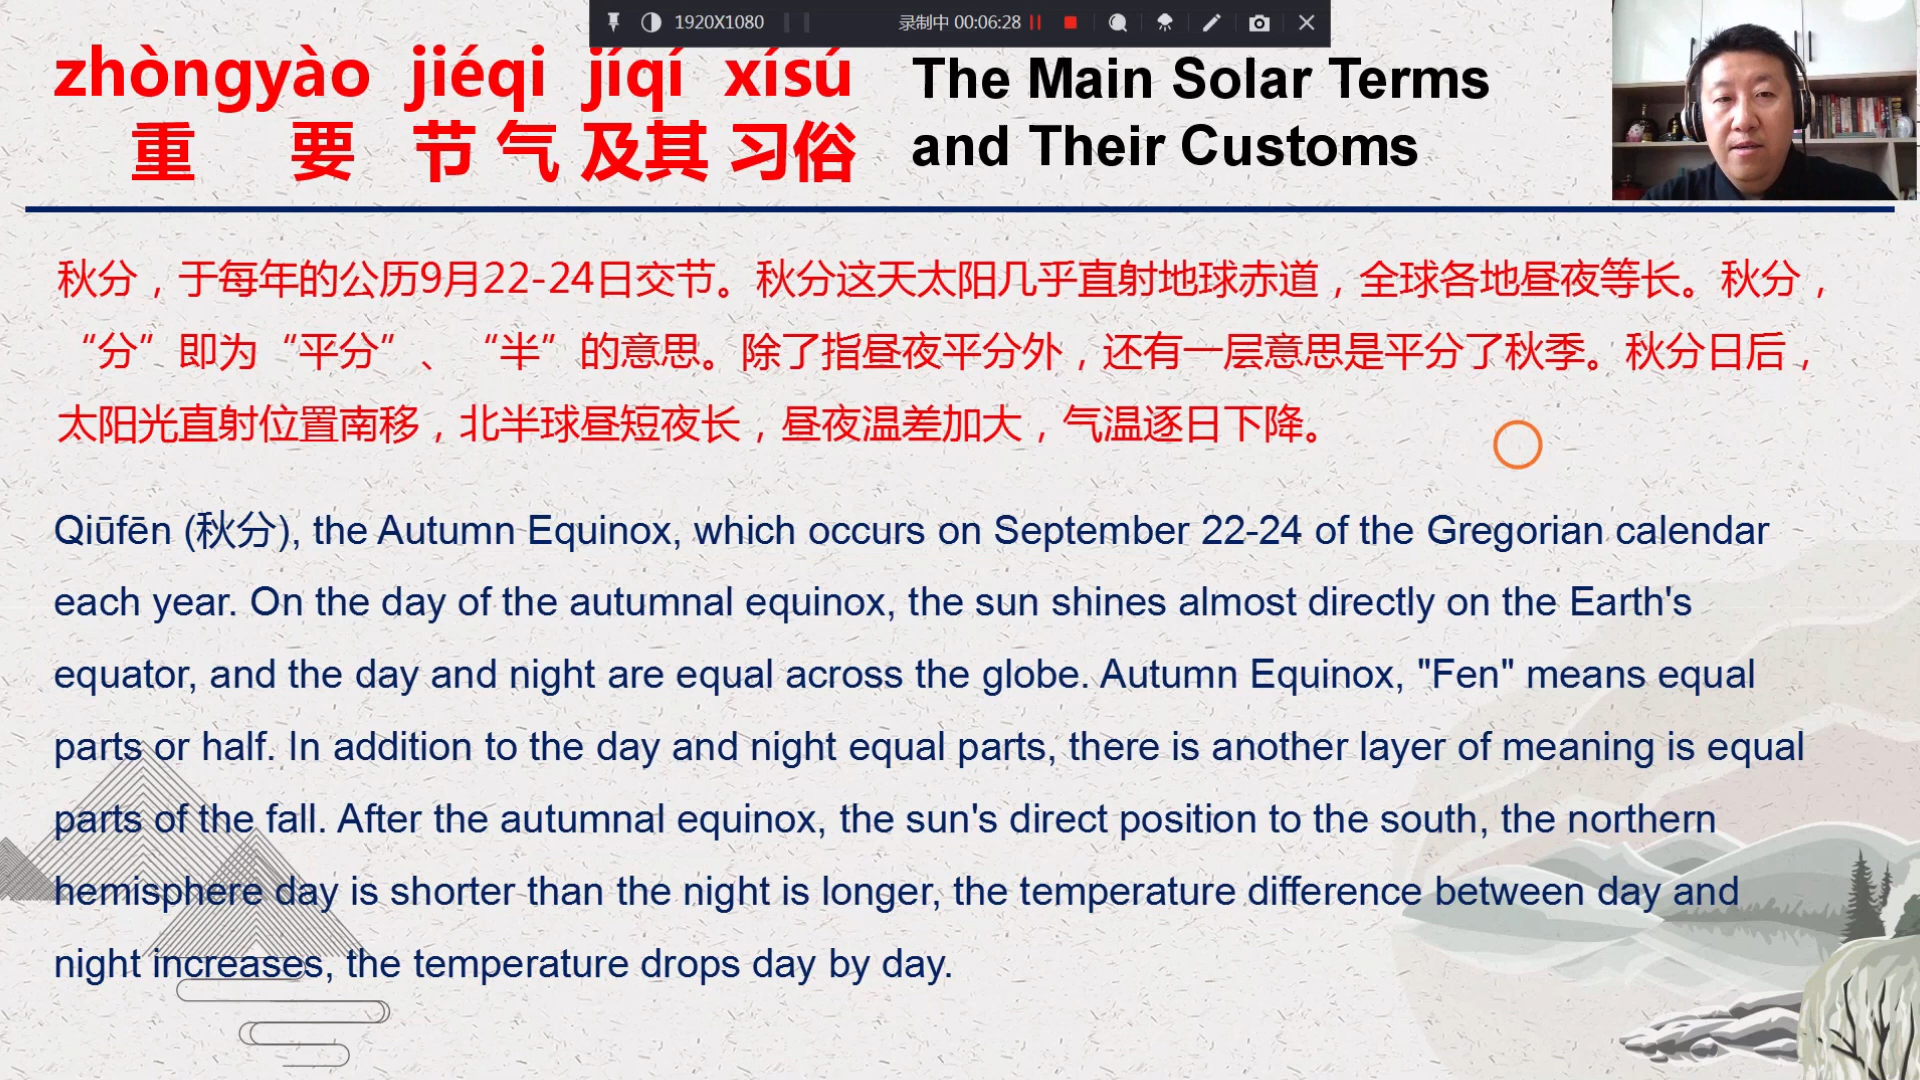 1920X1080 录制中 00:06:28
zhòngyào jiéqi jíqí xísú
重要节气及其习俗
The Main Solar Terms
and Their Customs
秋分，于每年的公历9月22-24日交节。秋分这天太阳几乎直射地球赤道，全球各地昼夜等长。秋分，
“分”即为“平分”、“半”的意思。除了指昼夜平分外，还有一层意思是平分了秋季。秋分日后，
太阳光直射位置南移，北半球昼短夜长，昼夜温差加大，气温逐日下降。
Qiūfēn (秋分), the Autumn Equinox, which occurs on September 22-24 of the Gregorian calendar
each year. On the day of the autumnal equinox, the sun shines almost directly on the Earth's
equator, and the day and night are equal across the globe. Autumn Equinox, "Fen" means equal
parts or half. In addition to the day and night equal parts, there is another layer of meaning is equal
parts of the fall. After the autumnal equinox, the sun's direct position to the south, the northern
hemisphere day is shorter than the night is longer, the temperature difference between day and
night increases, the temperature drops day by day.